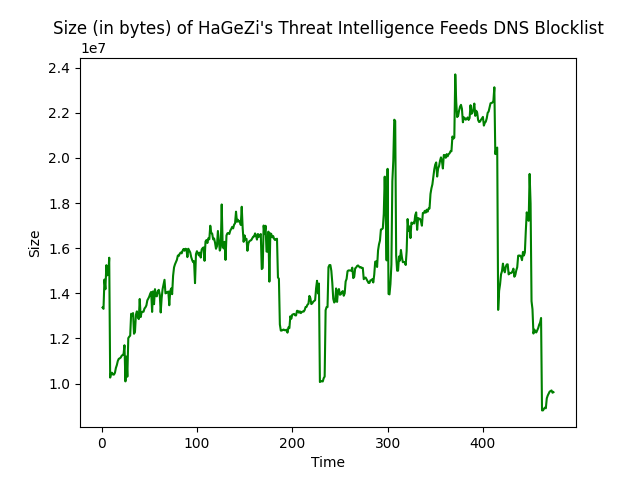 Size (in bytes) of HaGeZi's Threat Intelligence Feeds DNS Blocklist
1e7
2.4
2.2
2.0
1.8
1.6
1.4
1.2
1.0
Size
0 100 200 300 400
Time